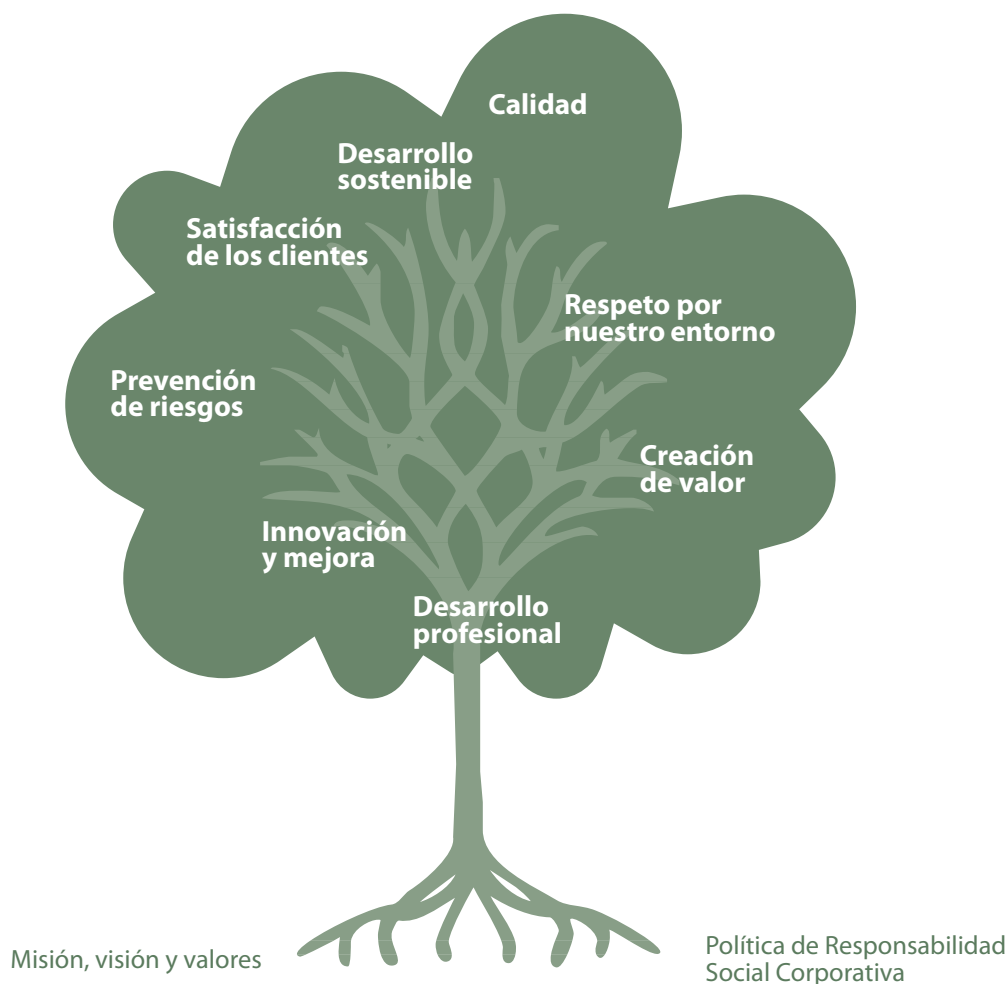 Calidad
Desarrollo
sostenible
Satisfacción
de los clientes
Respeto por
nuestro entorno
Prevención
de riesgos
Creación
de valor
Innovación
y mejora
Desarrollo
profesional
Misión, visión y valores
Política de Responsabilidad
Social Corporativa